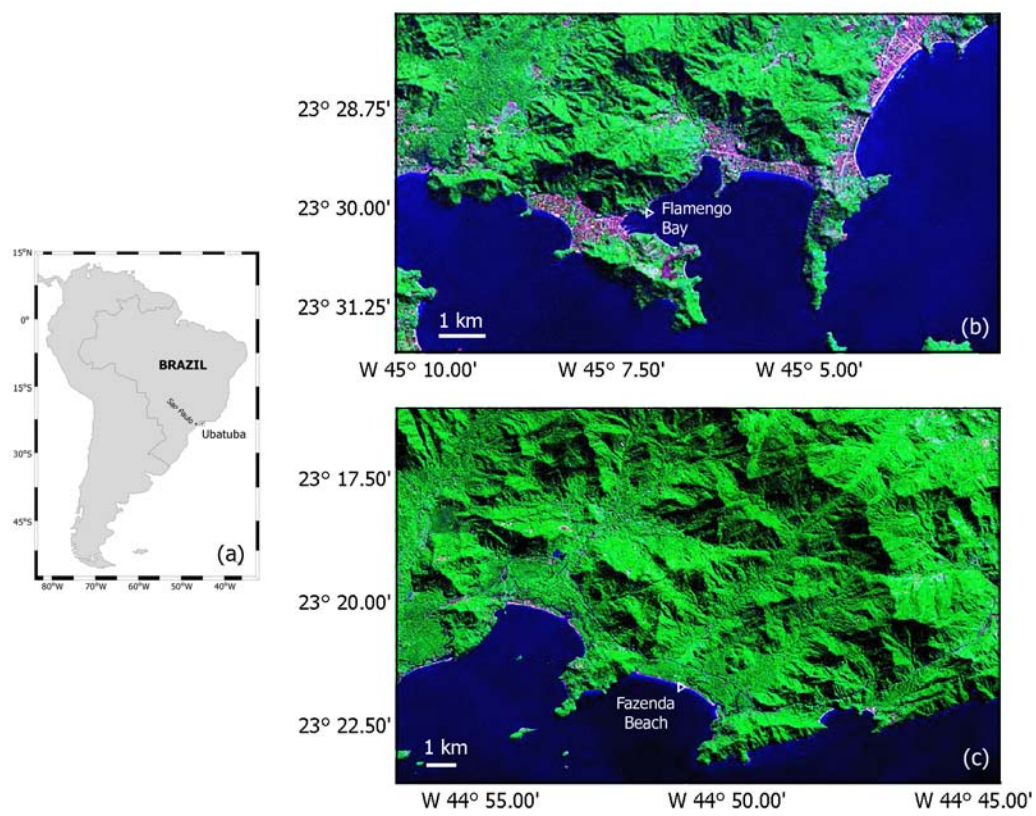 15°N
0°
15°S
30°S
45°S
80°W 70°W 60°W 50°W 40°W
BRAZIL
Sao Paulo
Ubatuba
(a)
23° 28.75'
23° 30.00'
23° 31.25'
Flamengo
Bay
1 km
(b)
W 45° 10.00' W 45° 7.50' W 45° 5.00'
23° 17.50'
23° 20.00'
23° 22.50'
Fazenda
Beach
1 km
(c)
W 44° 55.00' W 44° 50.00' W 44° 45.00'